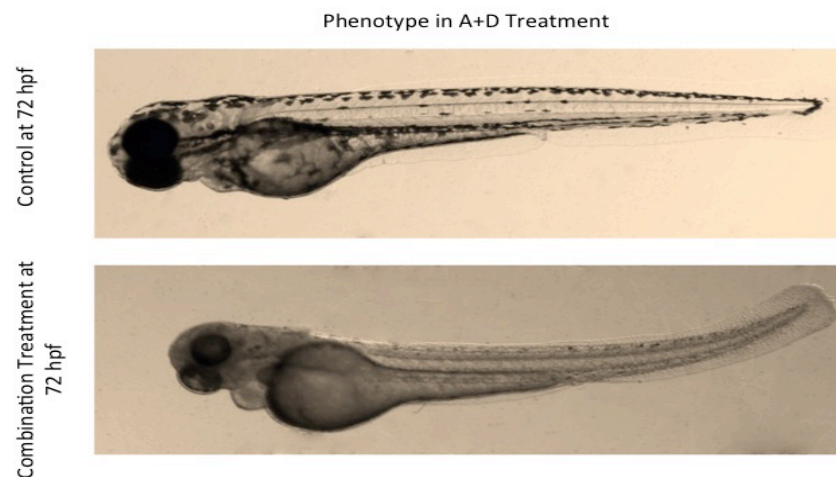 Phenotype in A+D Treatment
Control at 72 hpf
Combination Treatment at
72 hpf